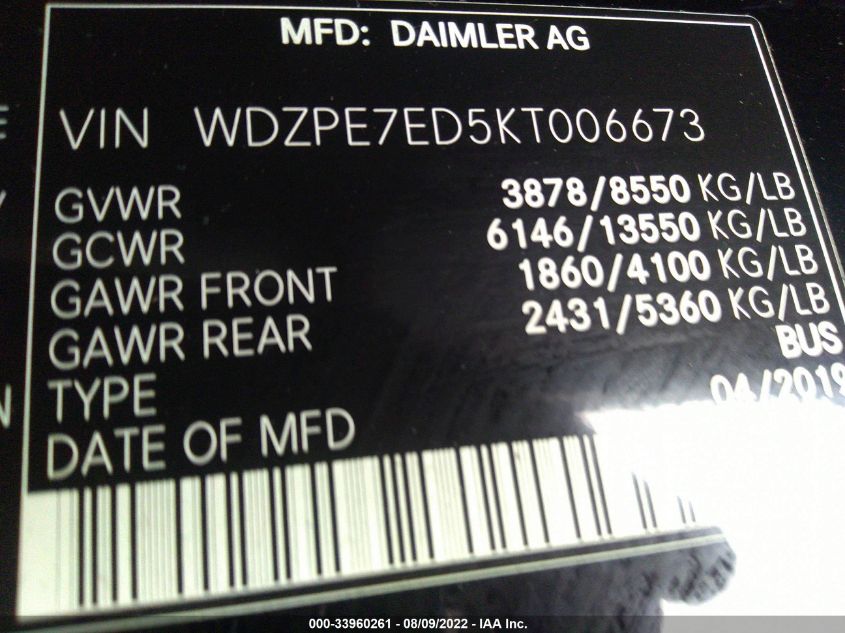 MFD: DAIMLER AG
VIN WDZPE7ED5KT006673
GVWR 3878/8550 KG/LB
GCWR 6146/13550 KG/LB
GAWR FRONT 1860/4100 KG/LB
GAWR REAR 2431/5360 KG/LB
TYPE BUS
DATE OF MFD 04/2019
000-33960261 - 08/09/2022 - IAA Inc.